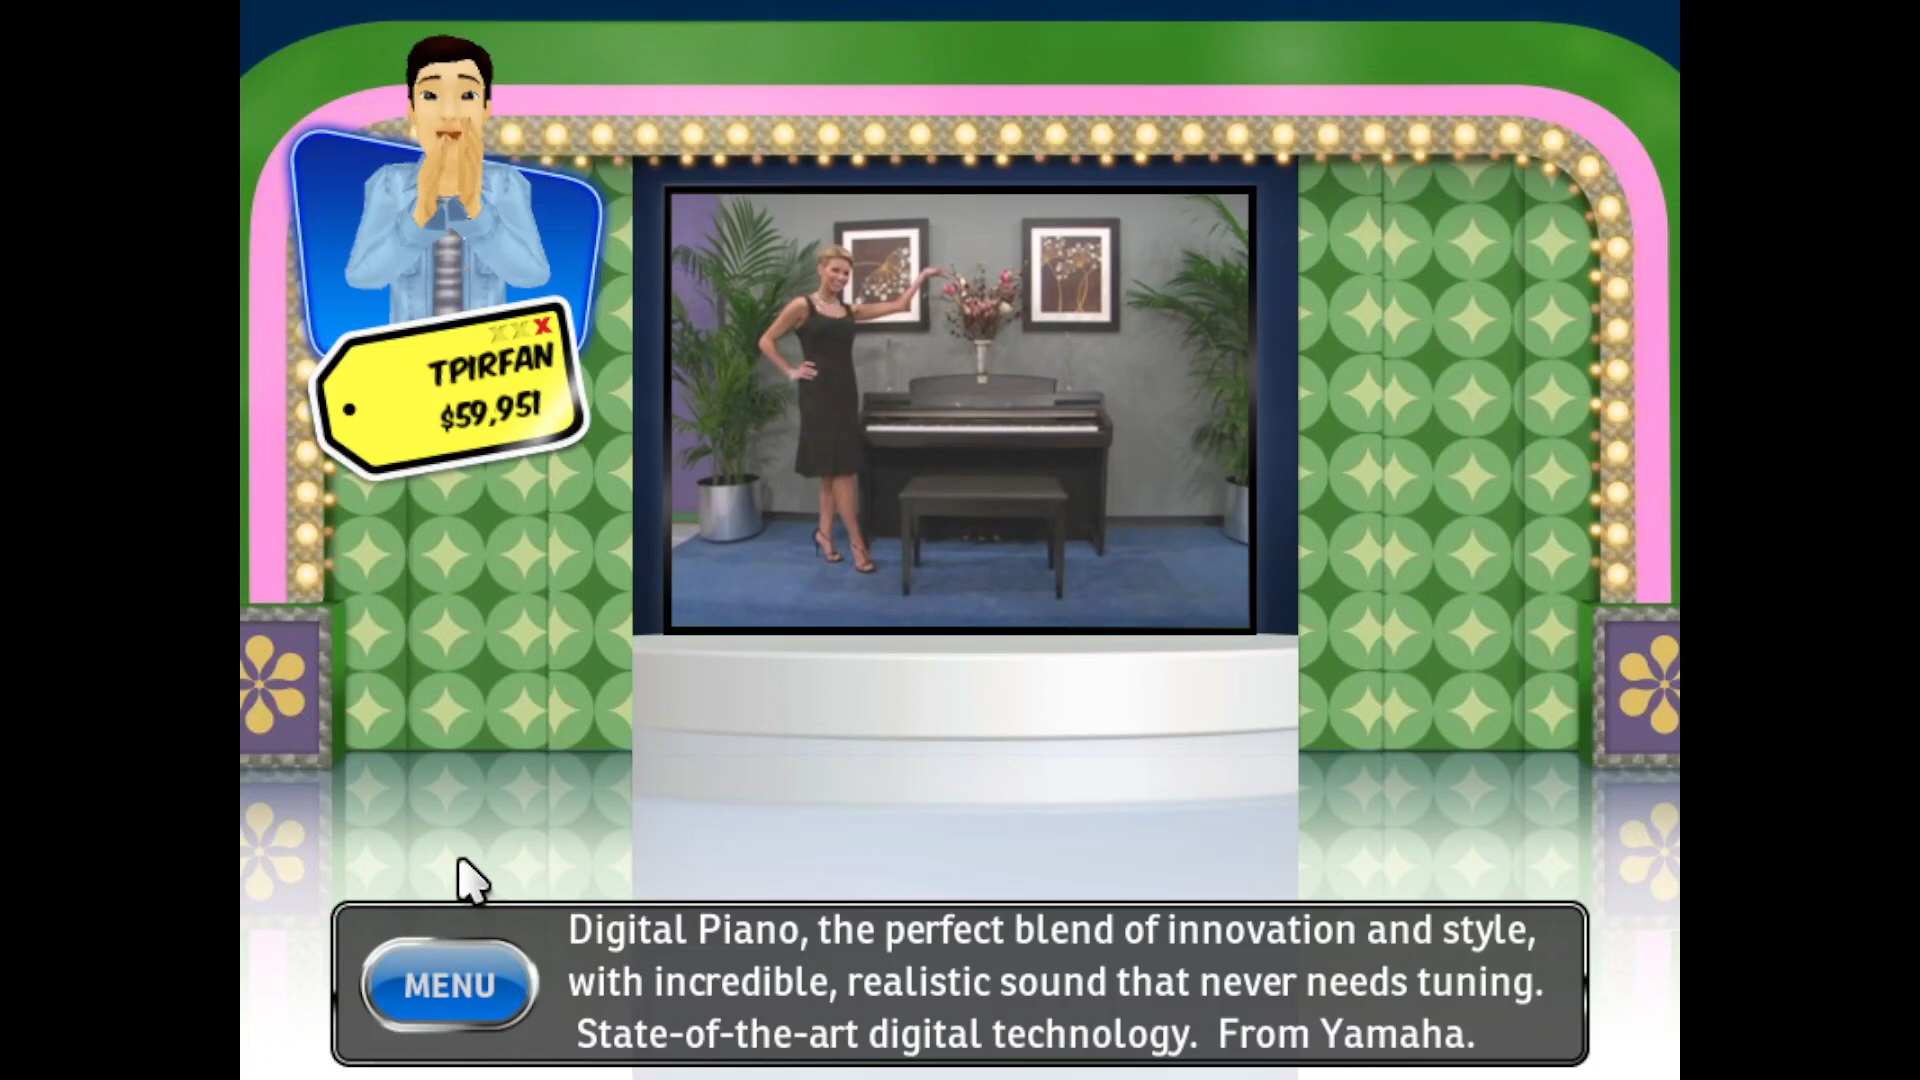 XXX
TPIRFAN
$59,951
Digital Piano, the perfect blend of innovation and style,
MENU
with incredible, realistic sound that never needs tuning.
State-of-the-art digital technology. From Yamaha.